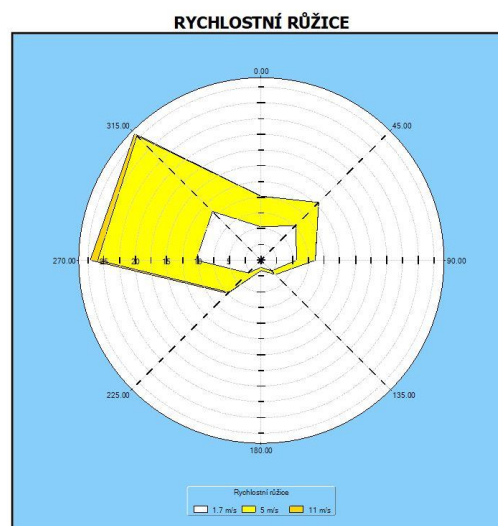 RYCHLOSTNÍ RŮŽICE
0.00
315.00
45.00
270.00
25
20
15
10
5
90.00
225.00
135.00
180.00
Rychlostní růžice
1.7 m/s
5 m/s
11 m/s